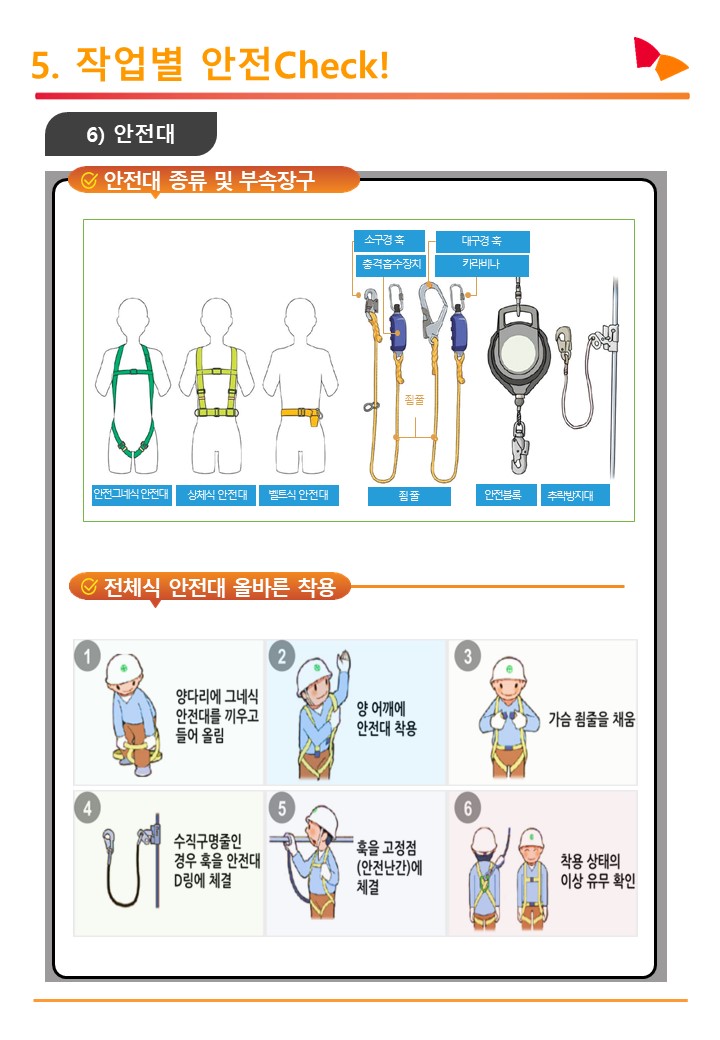 5. 작업별 안전Check!
6) 안전대
안전대 종류 및 부속장구
소구경 훅
대구경 훅
충격흡수장치
카라비나
죔줄
안전그네식 안전대
상체식 안전대
벨트식 안전대
죔줄
안전블록
추락방지대
전체식 안전대 올바른 착용
1
양다리에 그네식
안전대를 끼우고
들어 올림
2
양 어깨에
안전대 착용
3
가슴 죔줄을 채움
4
수직구명줄인
경우 훅을 안전대
D링에 체결
5
훅을 고정점
(안전난간)에
체결
6
착용 상태의
이상 유무 확인